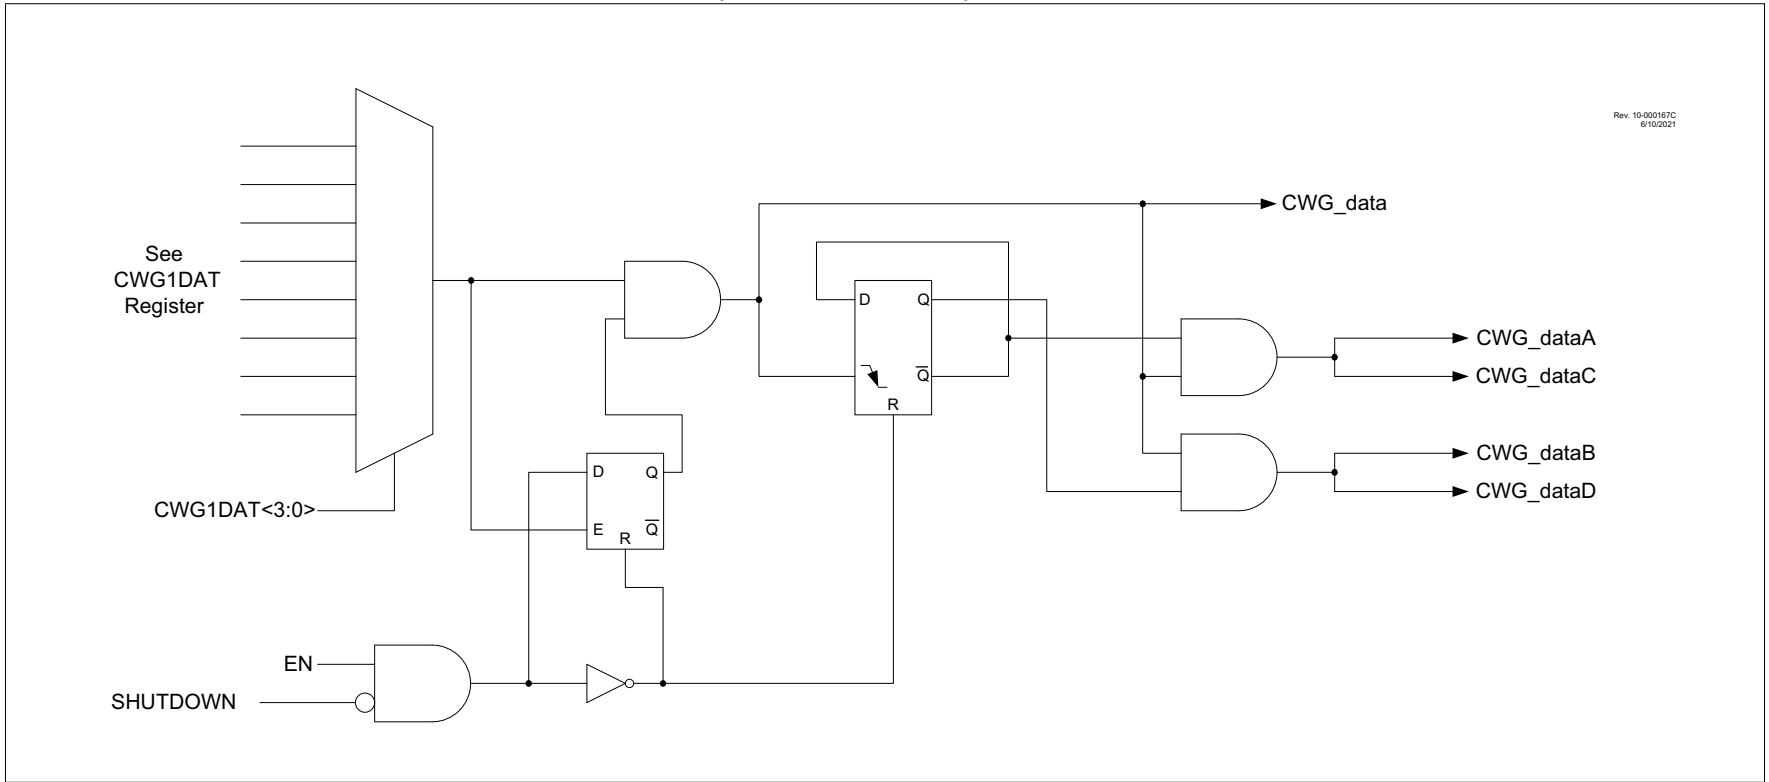 Rev. 10-000167C
6/10/2021
CWG_data
See
CWG1DAT
Register
D
Q
Q
R
CWG_dataA
CWG_dataC
CWG_dataB
CWG_dataD
D
Q
E
R
Q
CWG1DAT<3:0>
EN
SHUTDOWN